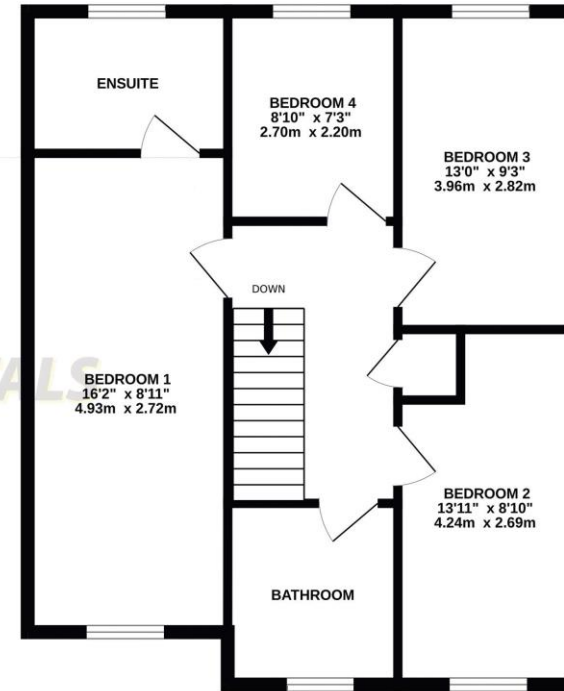 ENSUITE
BEDROOM 4
8'10" x 7'3"
2.70m x 2.20m
BEDROOM 3
13'0" x 9'3"
3.96m x 2.82m
DOWN
BEDROOM 1
16'2" x 8'11"
4.93m x 2.72m
BEDROOM 2
13'11" x 8'10"
4.24m x 2.69m
BATHROOM